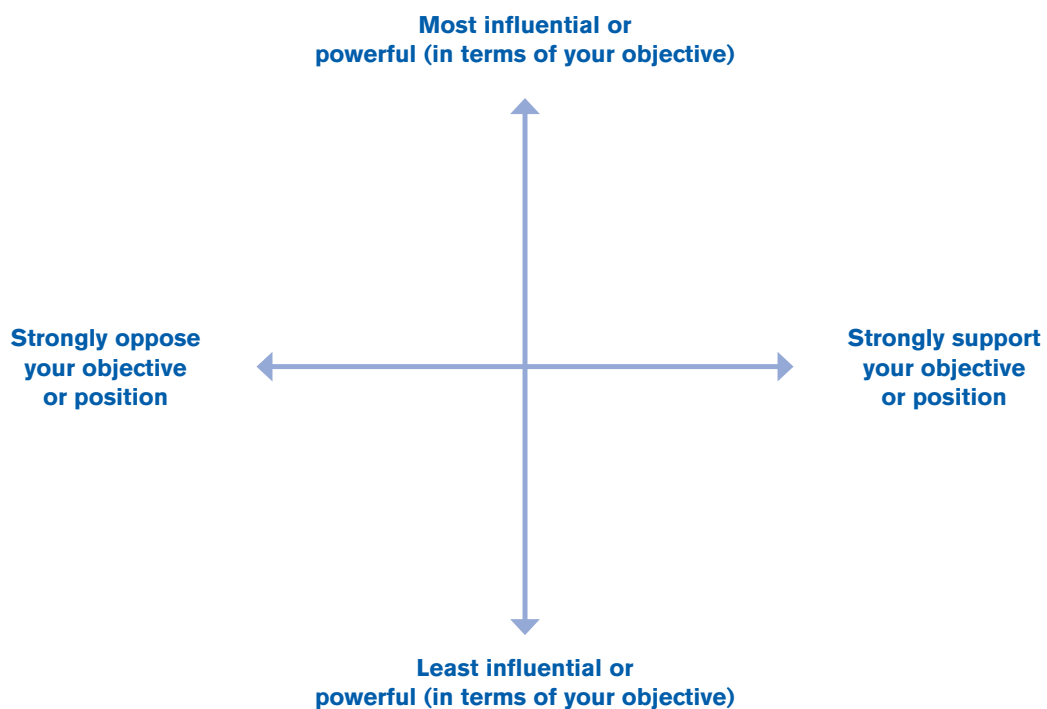 Most influential or
powerful (in terms of your objective)
Strongly oppose
your objective
or position
Strongly support
your objective
or position
Least influential or
powerful (in terms of your objective)